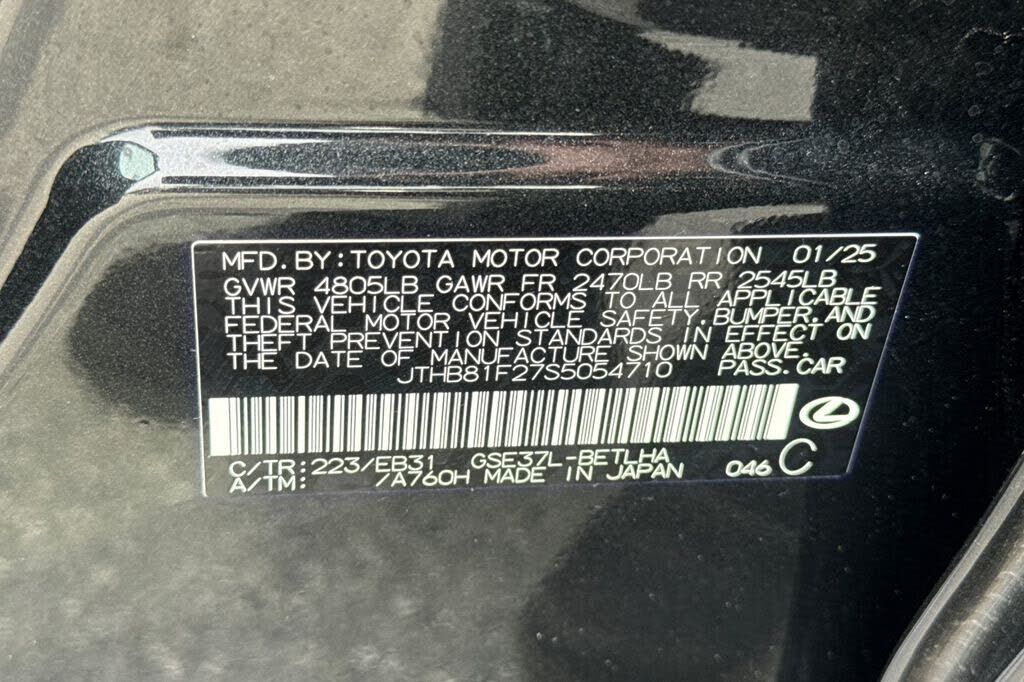 MFD.BY:TOYOTA MOTOR CORPORATION 01/25
GVWR 4805LB GAWR FR 2470LB RR 2545LB
THIS VEHICLE CONFORMS TO ALL APPLICABLE
FEDERAL MOTOR VEHICLE SAFETY,BUMPER,AND
THEFT PREVENTION STANDARDS IN EFFECT ON
THE DATE OF MANUFACTURE SHOWN ABOVE.
JTHB81F27S5054710 PASS.CAR
C/TR:223/EB31 GSE37L-BETLHA
A/TM: /A760H MADE IN JAPAN 046 C